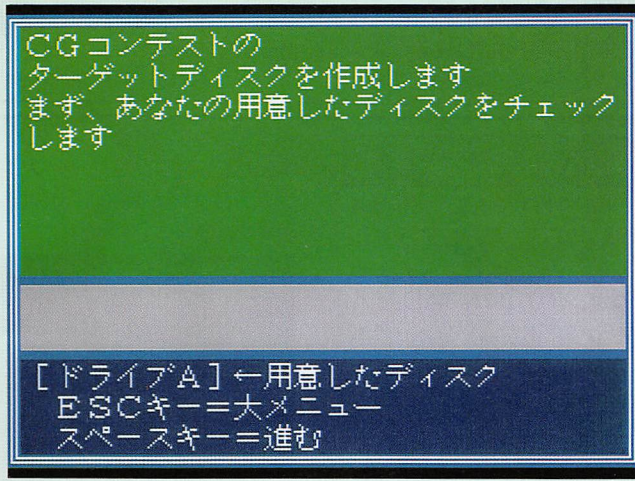 CGコンテストの
ターゲットディスクを作成します
まず、あなたの用意したディスクをチェック
します
[ドライブA]←用意したディスク
ESCキー=大メニュー
スペースキー=進む